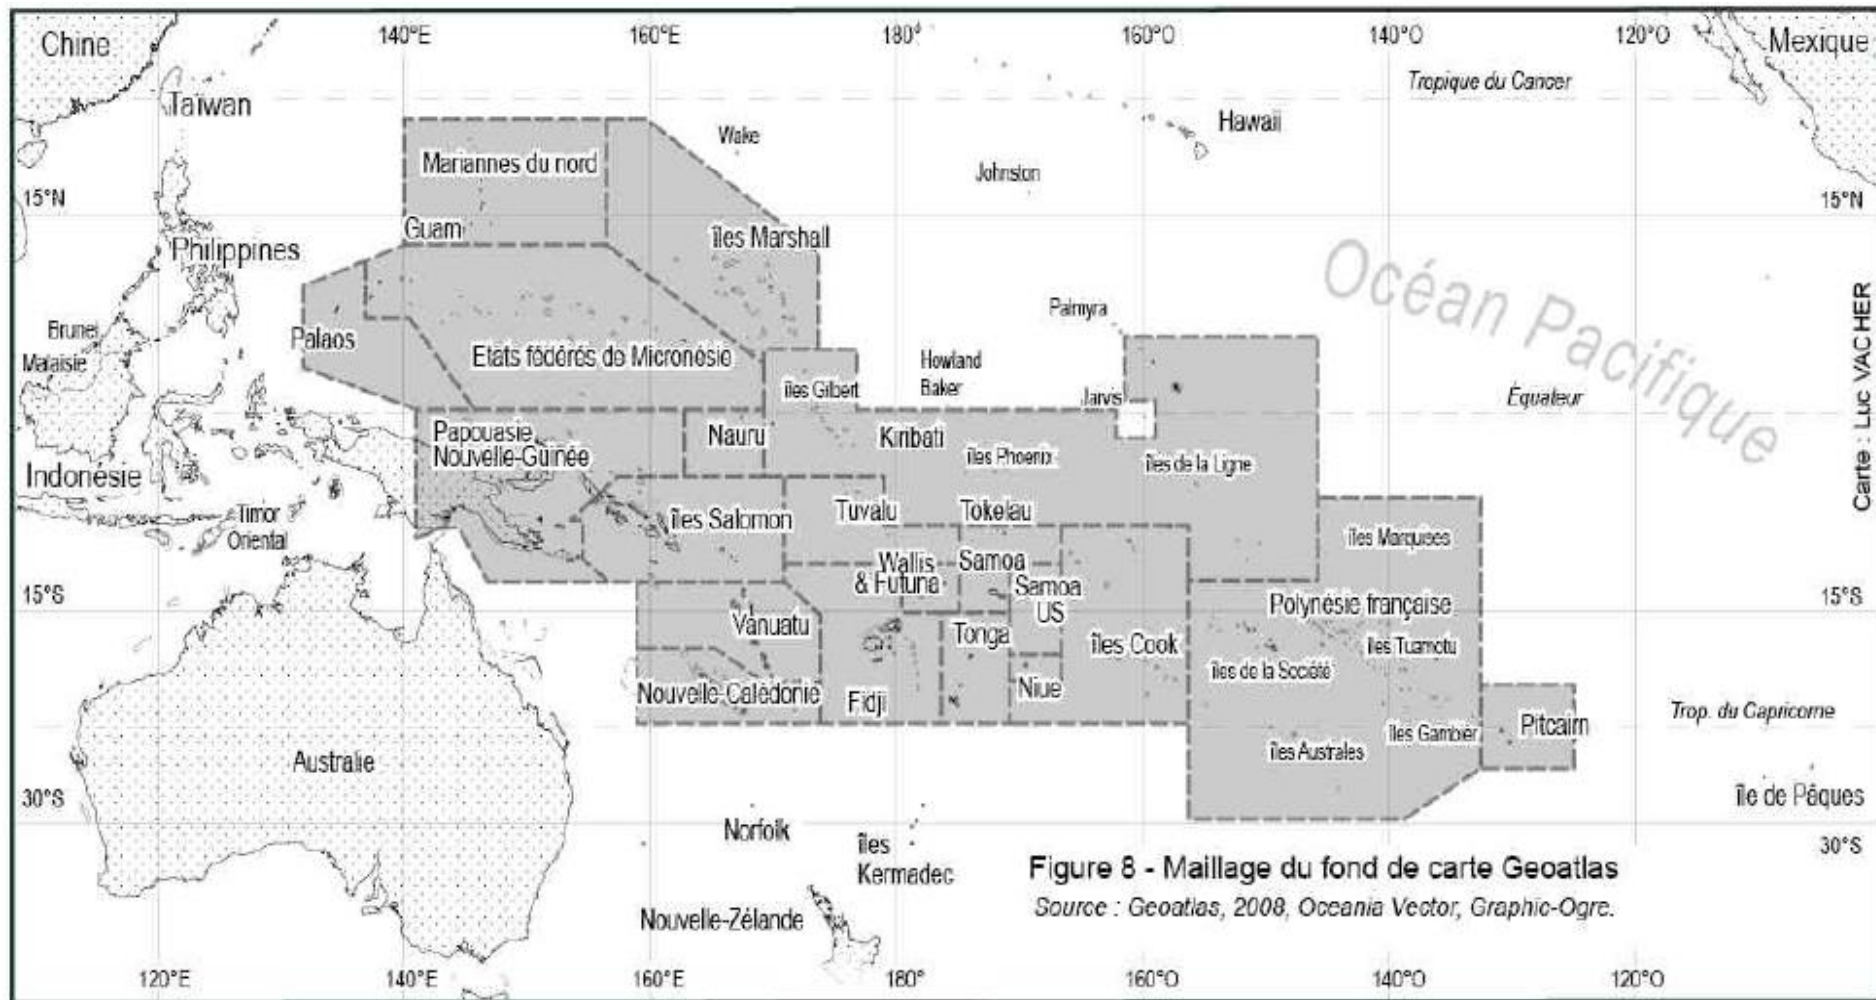 140°E 160°E 180° 160°O 140°O 120°O
Chine
Mexique
Tropique du Cancer
Taïwan
Hawaii
Wake
Mariannes du nord
Johnston
15°N
15°N
Guam
îles Marshall
Philippines
Océan Pacifique
Palmyra
Brunei
Palaos
Malaisie
Etats fédérés de Micronésie
Howland
Baker
îles Gilbert
Jarvis
Équateur
Papouasie
Nouvelle-Guinée
Nauru
Kiribati
îles Phoenix
îles de la Ligne
Indonésie
Timor
Oriental
îles Salomon
Tuvalu
Tokelau
îles Marquises
Wallis
& Futuna
Samoa
Samoa
US
15°S
15°S
Polynésie française
Vanuatu
Tonga
îles Cook
îles Tuamotu
îles de la Société
Nouvelle-Calédonie
Fidji
Niue
Trop. du Capricorne
Pitcairn
îles Gambier
îles Australes
Australie
30°S
île de Pâques
Norfolk
îles
Kermadec
30°S
Nouvelle-Zélande
Figure 8 - Maillage du fond de carte Geoatlas
Source : Geoatlas, 2008, Oceania Vector, Graphic-Ogre.
120°E 140°E 160°E 180° 160°O 140°O 120°O
Carte : Luc VACHER